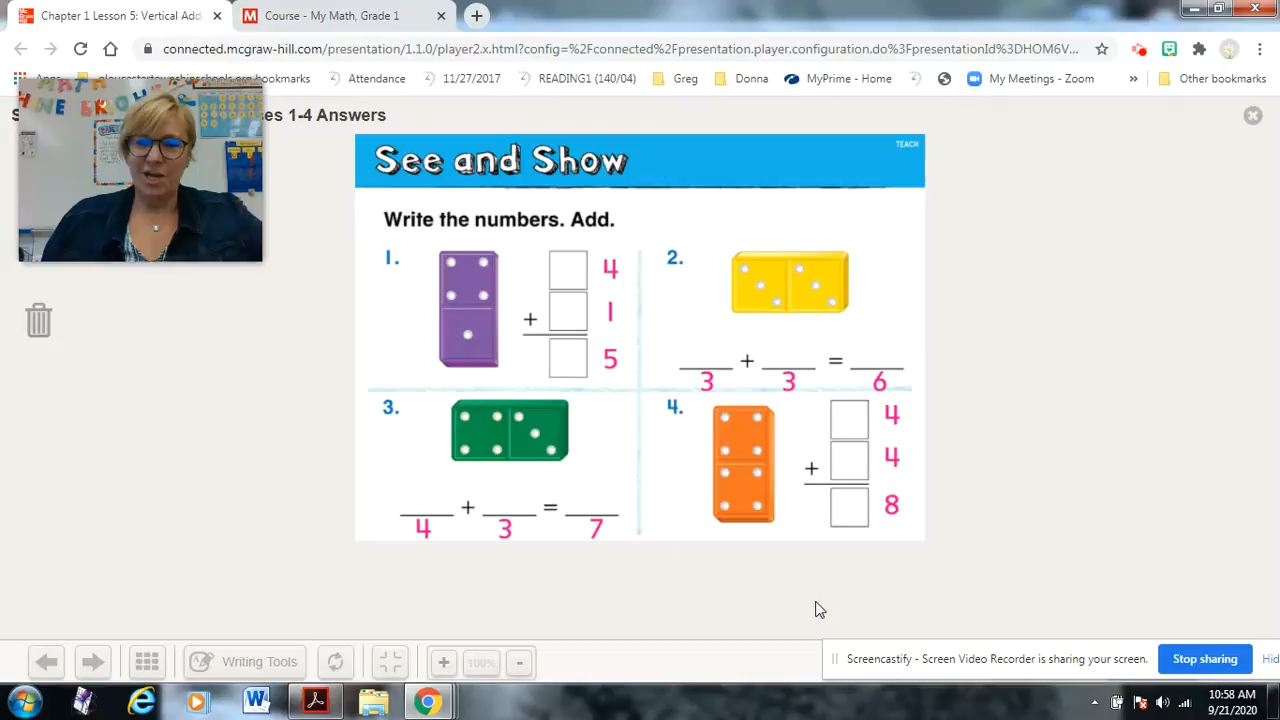 Chapter 1 Lesson 5: Vertical Add
Course - My Math, Grade 1
connected.mcgraw-hill.com/presentation/1.1.0/player2.x.html?config=%2Fconnected%2Fpresentation.player.configuration.do%3FpresentationId%3DHOM6V...
Attendance 11/27/2017 READING1 (140/04) Greg Donna MyPrime - Home My Meetings - Zoom » Other bookmarks
es 1-4 Answers
See and Show
TEACH
Write the numbers. Add.
1.
4
+ 1
5
2.
+ =
3 3 6
3.
+ =
4 3 7
4.
4
+ 4
8
Writing Tools
100%
Screencastify - Screen Video Recorder is sharing your screen.
Stop sharing
Hid
10:58 AM
9/21/2020